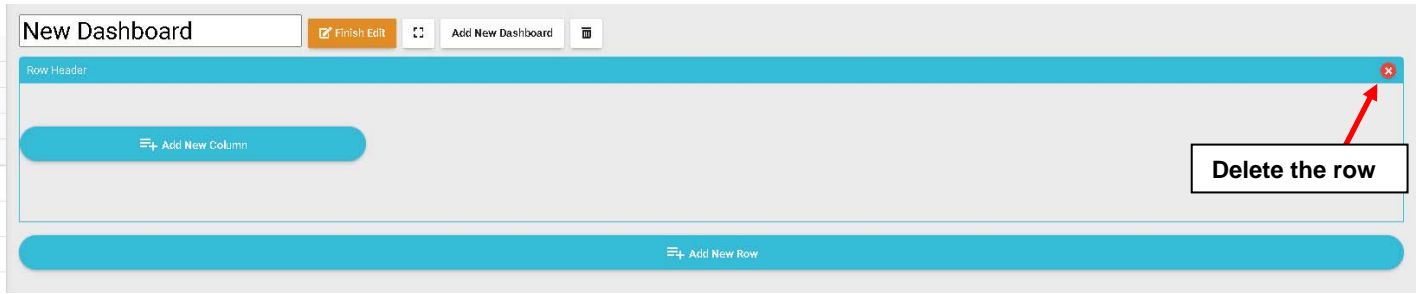 New Dashboard
Finish Edit
Add New Dashboard
Row Header
Add New Column
Delete the row
Add New Row